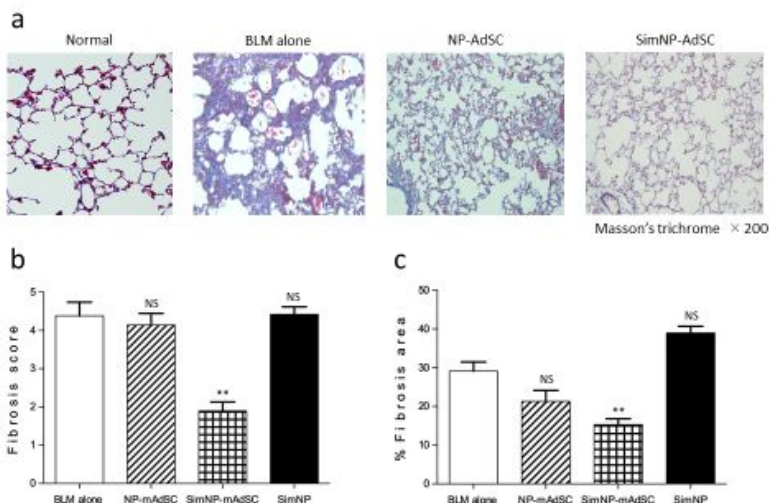 a
Normal BLM alone NP-AdSC SimNP-AdSC
Masson's trichrome × 200
b
Fibrosis score
5
4
3
2
1
0
NS
**
NS
BLM alone NP-mAdSC SimNP-mAdSC SimNP
c
% Fibrosis area
50
40
30
20
10
0
NS
**
NS
BLM alone NP-mAdSC SimNP-mAdSC SimNP